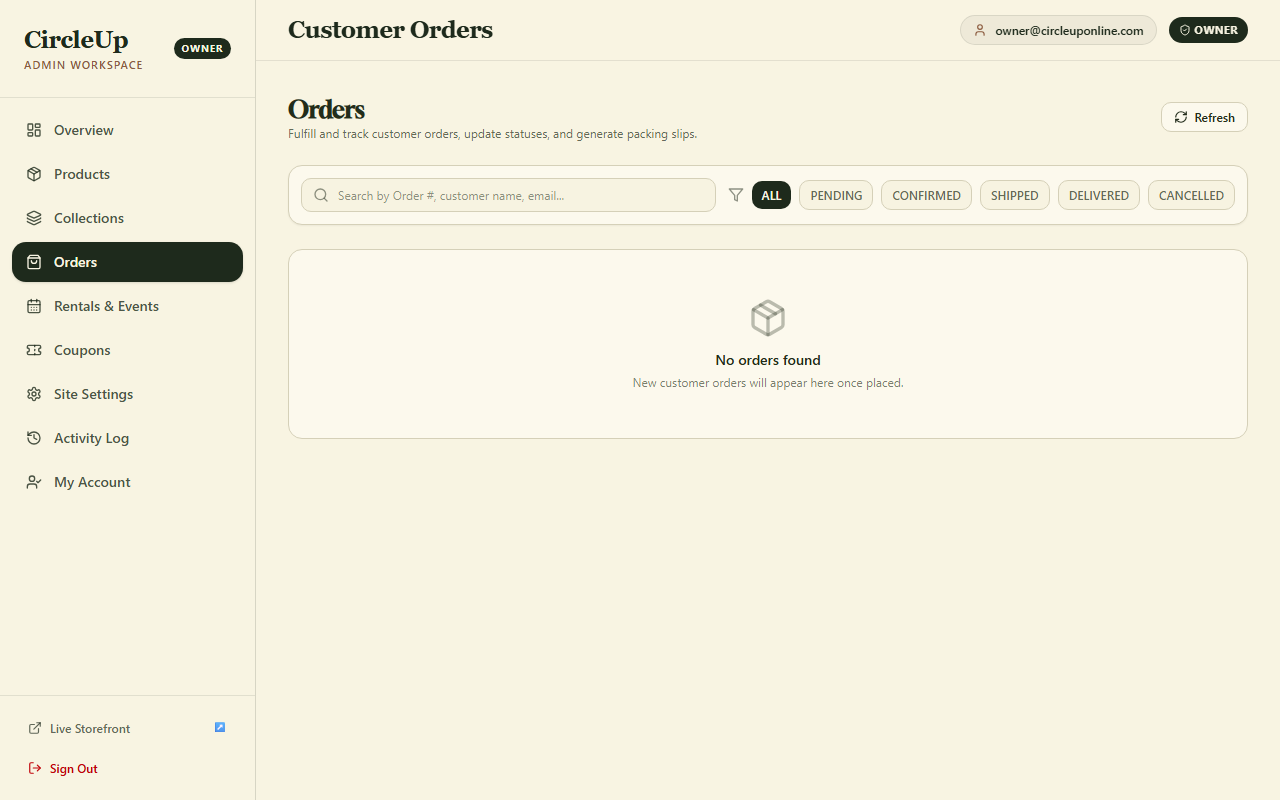 CircleUp
ADMIN WORKSPACE
OWNER
Overview
Products
Collections
Orders
Rentals & Events
Coupons
Site Settings
Activity Log
My Account
Live Storefront
Sign Out
Customer Orders
owner@circleuponline.com
OWNER
Orders
Fulfill and track customer orders, update statuses, and generate packing slips.
Refresh
Search by Order #, customer name, email...
ALL
PENDING
CONFIRMED
SHIPPED
DELIVERED
CANCELLED
No orders found
New customer orders will appear here once placed.